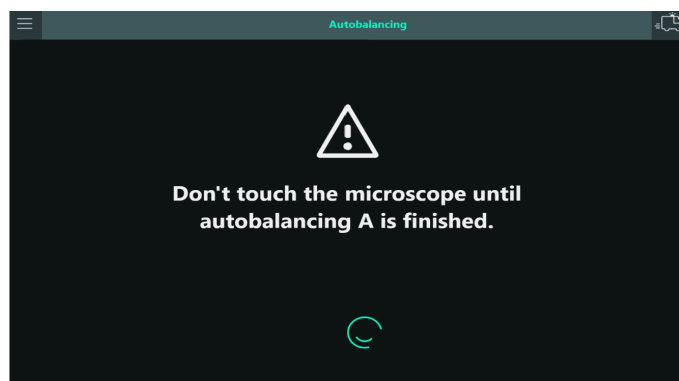 Autobalancing
Don't touch the microscope until
autobalancing A is finished.